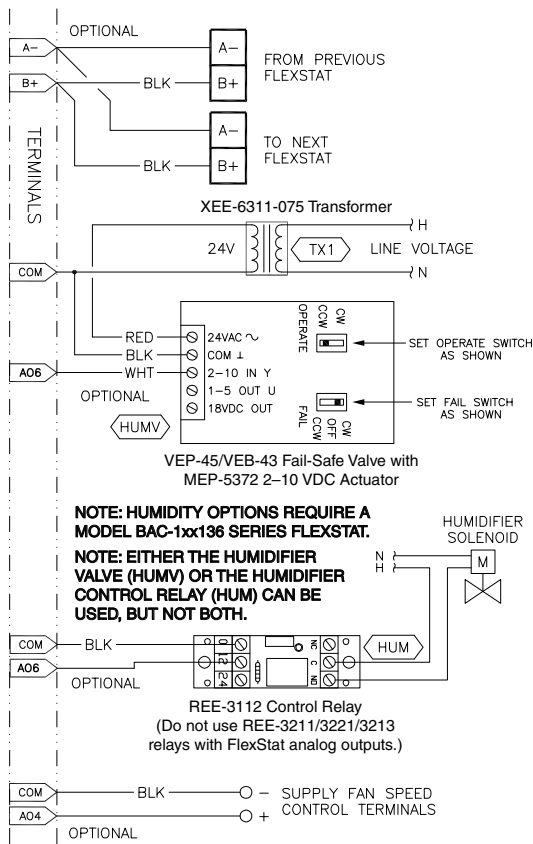 OPTIONAL
A−
B+
BLK
A−
B+
FROM PREVIOUS
FLEXSTAT
A−
B+
BLK
TO NEXT
FLEXSTAT
TERMINALS
XEE-6311-075 Transformer
24V
TX1
H
LINE VOLTAGE
N
COM
RED
BLK
WHT
AO6
OPTIONAL
HUMV
24VAC ∿
COM ⊥
2−10 IN Y
1−5 OUT U
18VDC OUT
OPERATE
CCW
CW
SET OPERATE SWITCH
AS SHOWN
FAIL
CCW
OFF
CW
SET FAIL SWITCH
AS SHOWN
VEP-45/VEB-43 Fail-Safe Valve with
MEP-5372 2–10 VDC Actuator
NOTE: HUMIDITY OPTIONS REQUIRE A
MODEL BAC-1xx136 SERIES FLEXSTAT.
NOTE: EITHER THE HUMIDIFIER
VALVE (HUMV) OR THE HUMIDIFIER
CONTROL RELAY (HUM) CAN BE
USED, BUT NOT BOTH.
HUMIDIFIER
SOLENOID
N
H
M
COM
BLK
AO6
OPTIONAL
0
12
24
NC
C
NO
HUM
REE-3112 Control Relay
(Do not use REE-3211/3221/3213
relays with FlexStat analog outputs.)
COM
BLK
−
AO4
+
SUPPLY FAN SPEED
CONTROL TERMINALS
OPTIONAL